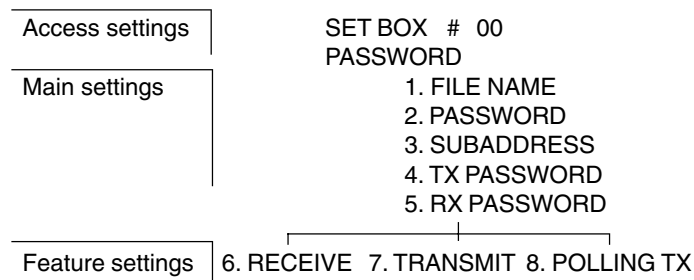 Access settings
SET BOX # 00
PASSWORD
Main settings
1. FILE NAME
2. PASSWORD
3. SUBADDRESS
4. TX PASSWORD
5. RX PASSWORD
Feature settings
6. RECEIVE 7. TRANSMIT 8. POLLING TX